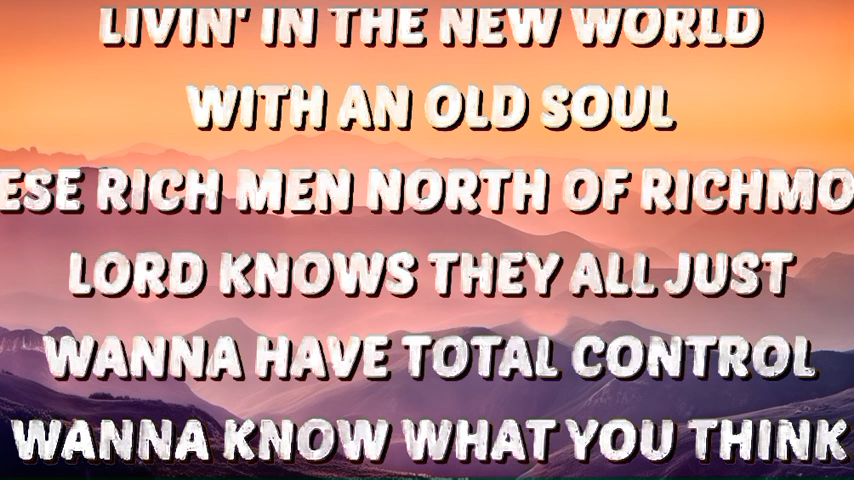 LIVIN' IN THE NEW WORLD
WITH AN OLD SOUL
ESE RICH MEN NORTH OF RICHMO
LORD KNOWS THEY ALL JUST
WANNA HAVE TOTAL CONTROL
WANNA KNOW WHAT YOU THINK